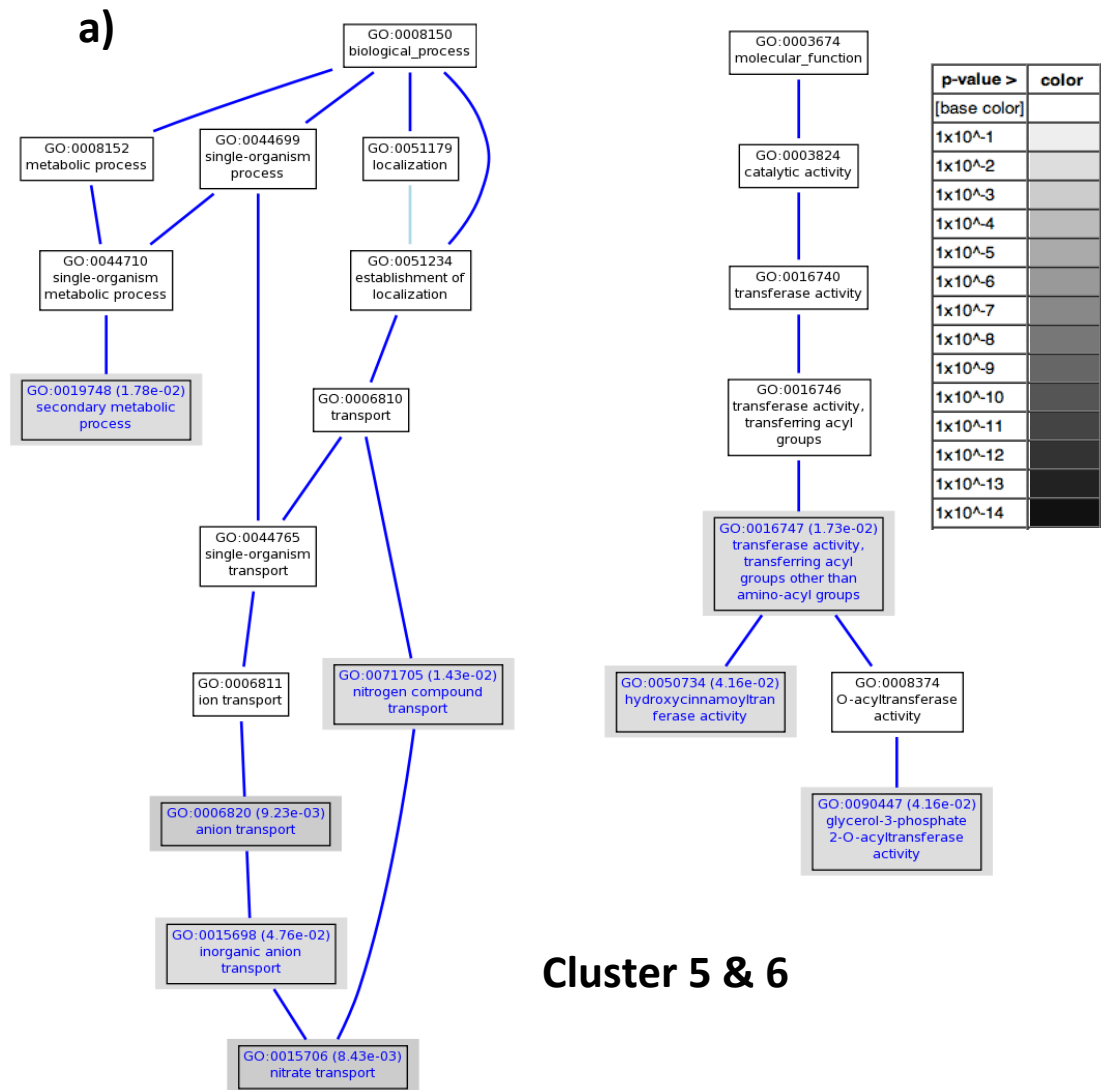 a)
GO:0008150
biological_process
GO:0008152
metabolic process
GO:0044699
single-organism
process
GO:0051179
localization
GO:0044710
single-organism
metabolic process
GO:0051234
establishment of
localization
GO:0019748 (1.78e-02)
secondary metabolic
process
GO:0006810
transport
GO:0044765
single-organism
transport
GO:0006811
ion transport
GO:0071705 (1.43e-02)
nitrogen compound
transport
GO:0006820 (9.23e-03)
anion transport
GO:0015698 (4.76e-02)
inorganic anion
transport
GO:0015706 (8.43e-03)
nitrate transport
GO:0003674
molecular_function
GO:0003824
catalytic activity
GO:0016740
transferase activity
GO:0016746
transferase activity,
transferring acyl
groups
GO:0016747 (1.73e-02)
transferase activity,
transferring acyl
groups other than
amino-acyl groups
GO:0050734 (4.16e-02)
hydroxycinnamoyltran
ferase activity
GO:0008374
O-acyltransferase
activity
GO:0090447 (4.16e-02)
glycerol-3-phosphate
2-O-acyltransferase
activity
p-value > color
[base color]
1x10^-1
1x10^-2
1x10^-3
1x10^-4
1x10^-5
1x10^-6
1x10^-7
1x10^-8
1x10^-9
1x10^-10
1x10^-11
1x10^-12
1x10^-13
1x10^-14
Cluster 5 & 6